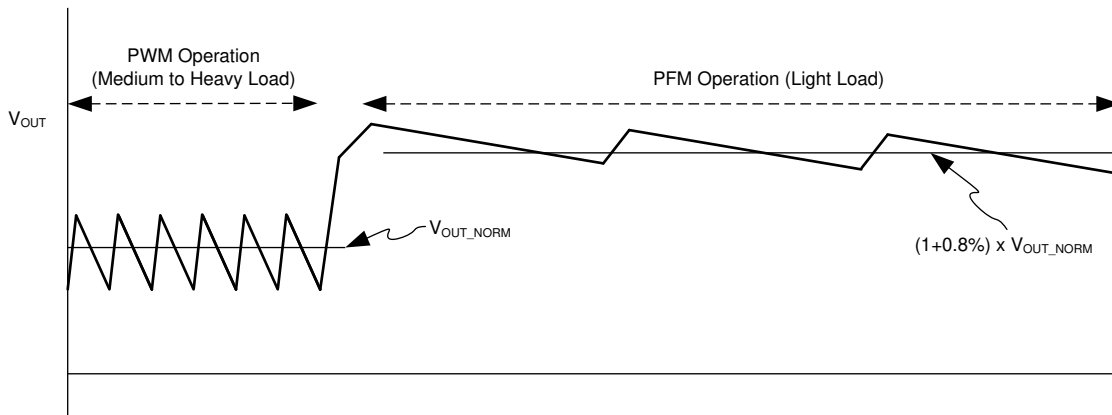 PWM Operation
(Medium to Heavy Load)
PFM Operation (Light Load)
VOUT
VOUT_NORM
(1+0.8%) x VOUT_NORM